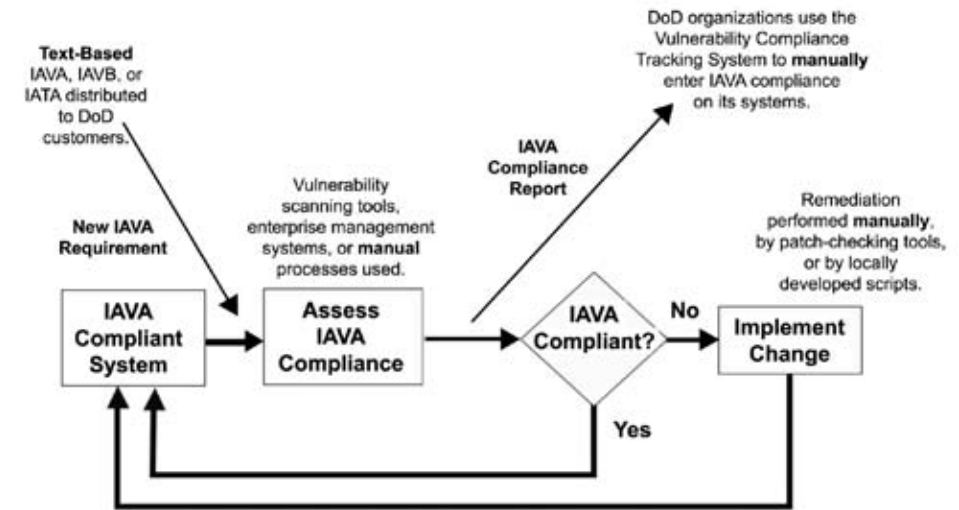 Text-Based
IAVA, IAVB, or
IATA distributed
to DoD
customers.
New IAVA
Requirement
IAVA
Compliant
System
Vulnerability
scanning tools,
enterprise management
systems, or manual
processes used.
Assess
IAVA
Compliance
IAVA
Compliance
Report
DoD organizations use the
Vulnerability Compliance
Tracking System to manually
enter IAVA compliance
on its systems.
IAVA
Compliant?
No
Yes
Remediation
performed manually,
by patch-checking tools,
or by locally
developed scripts.
Implement
Change